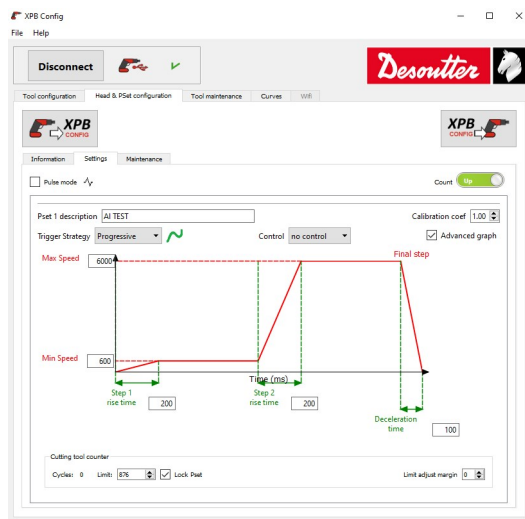 XPB Config
File Help
Disconnect
Desoutter
Tool configuration Head & PSet configuration Tool maintenance Curves Wifi
XPB
CONFIG
XPB
CONFIG
Information Settings Maintenance
Pulse mode Count Up
Pset 1 description AI TEST Calibration coef 1.00
Trigger Strategy Progressive Control no control Advanced graph
Max Speed 6000 Final step
Min Speed 600
Time (ms)
Step 1
rise time 200
Step 2
rise time 200
Deceleration
time 100
Cutting tool counter
Cycles: 0 Limit: 876 Lock Pset Limit adjust margin 0